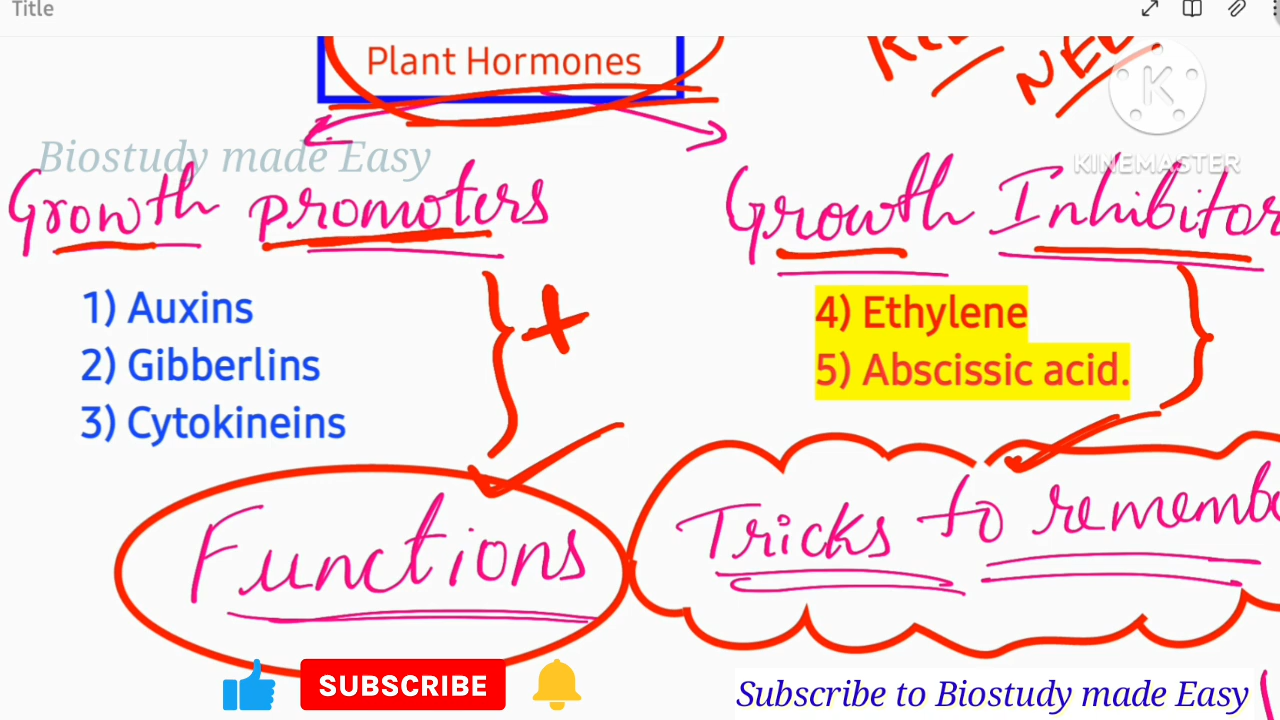 Title
Plant Hormones
K
KINEMASTER
Biostudy made Easy
Growth promoters
Growth Inhibitor
1) Auxins
2) Gibberlins
3) Cytokineins
4) Ethylene
5) Abscissic acid.
Functions
Tricks to remembe
SUBSCRIBE
Subscribe to Biostudy made Easy